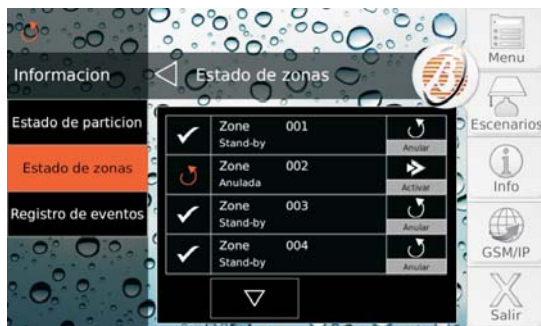 Informacion
Estado de zonas
Menu
Estado de particion
Estado de zonas
Registro de eventos
Zone 001
Stand-by
Anular
Zone 002
Anulada
Activar
Zone 003
Stand-by
Anular
Zone 004
Stand-by
Anular
Escenarios
Info
GSM/IP
Salir